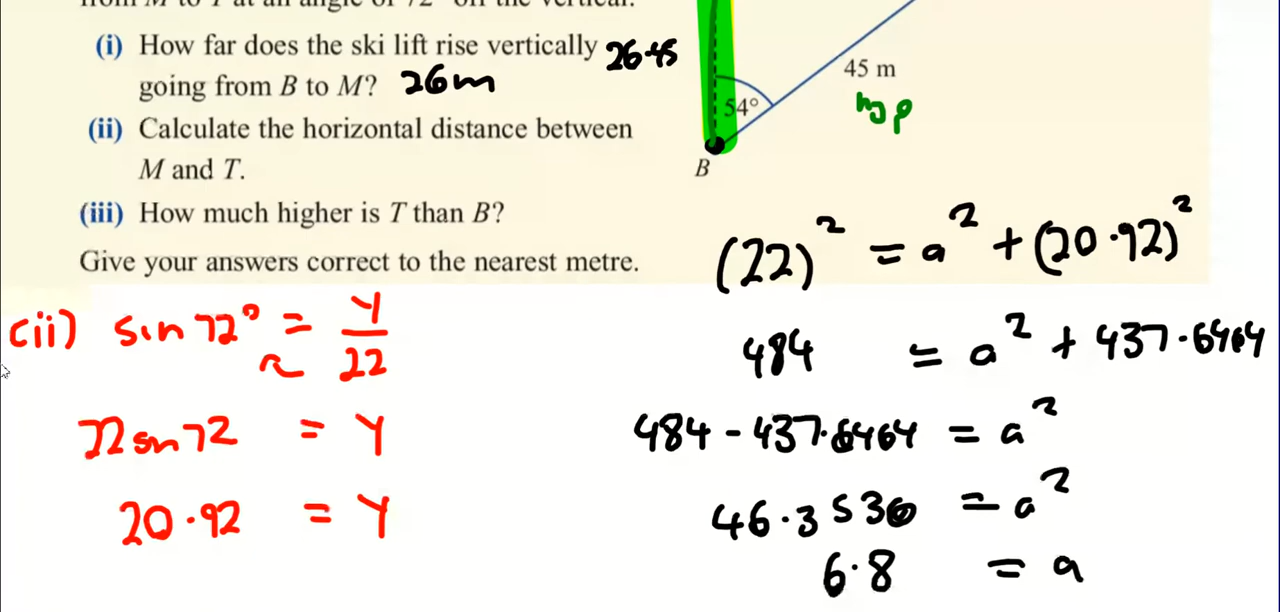 from M to T at an angle of 72° off the vertical.
(i) How far does the ski lift rise vertically 26.45
going from B to M? 26m
(ii) Calculate the horizontal distance between
M and T.
(iii) How much higher is T than B?
Give your answers correct to the nearest metre.
45 m
hyp
54°
B
(22)² = a² + (20.92)²
484 = a² + 437.6464
484 - 437.6464 = a²
46.3536 = a²
6.8 = a
(ii) sin 72° = Y/22
22 sin 72 = Y
20.92 = Y